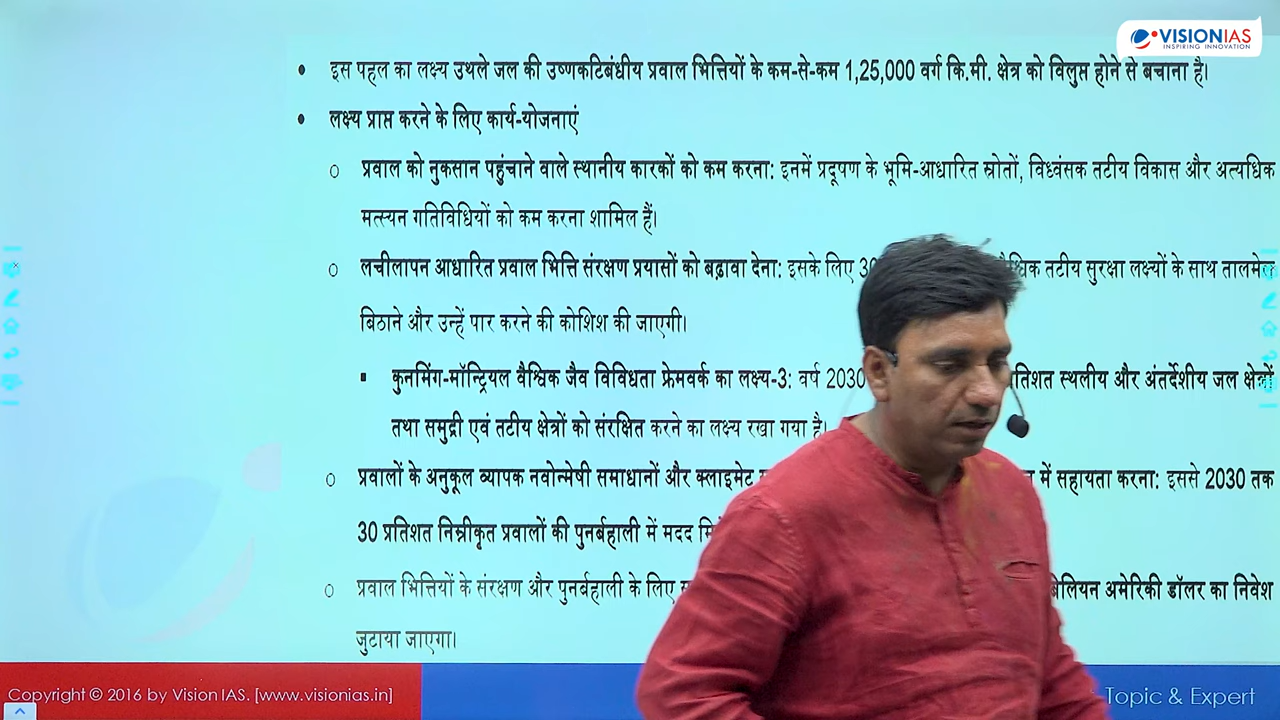 VISIONIAS
INSPIRING INNOVATION
• इस पहल का लक्ष्य उथले जल की उष्णकटिबंधीय प्रवाल भित्तियों के कम-से-कम 1,25,000 वर्ग कि.मी. क्षेत्र को विलुप्त होने से बचाना है।
• लक्ष्य प्राप्त करने के लिए कार्य-योजनाएं
o प्रवाल को नुकसान पहुंचाने वाले स्थानीय कारकों को कम करना: इनमें प्रदूषण के भूमि-आधारित स्रोतों, विध्वंसक तटीय विकास और अत्यधिक
मत्स्यन गतिविधियों को कम करना शामिल हैं।
o लचीलापन आधारित प्रवाल भित्ति संरक्षण प्रयासों को बढ़ावा देना: इसके लिए तटीय सुरक्षा लक्ष्यों के साथ तालमेल
बिठाने और उन्हें पार करने की कोशिश की जाएगी।
▪ कुनमिंग-मॉन्ट्रियल वैश्विक जैव विविधता फ्रेमवर्क का लक्ष्य-3: वर्ष 2030 स्थलीय और अंतर्देशीय जल क्षेत्रों
तथा समुद्री एवं तटीय क्षेत्रों को संरक्षित करने का लक्ष्य रखा गया है।
o प्रवालों के अनुकूल व्यापक नवोन्मेषी समाधानों और क्लाइमेट में सहायता करना: इससे 2030 तक
30 प्रतिशत निम्नीकृत प्रवालों की पुनर्बहाली में मदद
o प्रवाल भित्तियों के संरक्षण और पुनर्बहाली के लिए अमेरिकी डॉलर का निवेश
जुटाया जाएगा।
Copyright © 2016 by Vision IAS. [www.visionias.in]
Topic & Expert